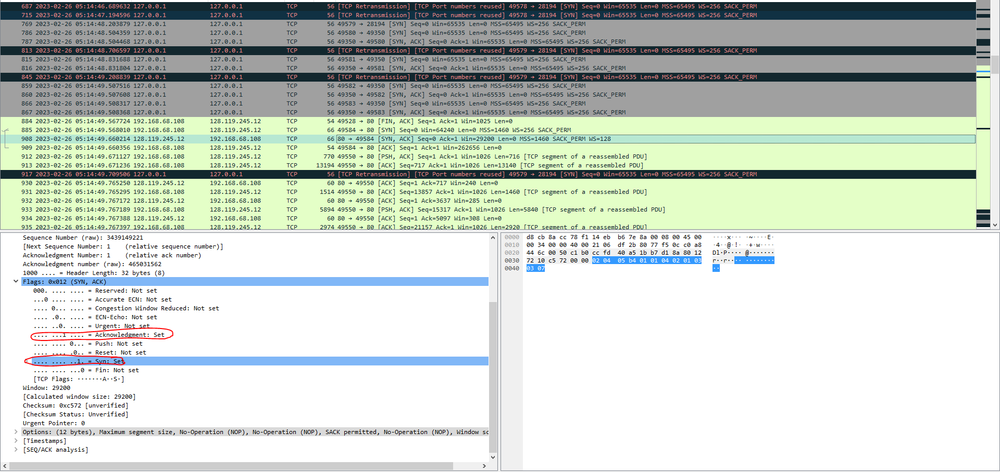 687 2023-02-26 05:14:46.689632 127.0.0.1 127.0.0.1 TCP 56 [TCP Retransmission] [TCP Port numbers reused] 49578 → 28194 [SYN] Seq=0 Win=65535 Len=0 MSS=65495 WS=256 SACK_PERM
715 2023-02-26 05:14:47.194596 127.0.0.1 127.0.0.1 TCP 56 [TCP Retransmission] [TCP Port numbers reused] 49578 → 28194 [SYN] Seq=0 Win=65535 Len=0 MSS=65495 WS=256 SACK_PERM
769 2023-02-26 05:14:48.203879 127.0.0.1 127.0.0.1 TCP 56 49579 → 28194 [SYN] Seq=0 Win=65535 Len=0 MSS=65495 WS=256 SACK_PERM
786 2023-02-26 05:14:48.504359 127.0.0.1 127.0.0.1 TCP 56 49580 → 49350 [SYN] Seq=0 Win=65535 Len=0 MSS=65495 WS=256 SACK_PERM
787 2023-02-26 05:14:48.504468 127.0.0.1 127.0.0.1 TCP 56 49350 → 49580 [SYN, ACK] Seq=0 Ack=1 Win=65535 Len=0 MSS=65495 WS=256 SACK_PERM
813 2023-02-26 05:14:48.706597 127.0.0.1 127.0.0.1 TCP 56 [TCP Retransmission] [TCP Port numbers reused] 49579 → 28194 [SYN] Seq=0 Win=65535 Len=0 MSS=65495 WS=256 SACK_PERM
815 2023-02-26 05:14:48.831688 127.0.0.1 127.0.0.1 TCP 56 49581 → 49350 [SYN] Seq=0 Win=65535 Len=0 MSS=65495 WS=256 SACK_PERM
816 2023-02-26 05:14:48.831804 127.0.0.1 127.0.0.1 TCP 56 49350 → 49581 [SYN, ACK] Seq=0 Ack=1 Win=65535 Len=0 MSS=65495 WS=256 SACK_PERM
845 2023-02-26 05:14:49.208839 127.0.0.1 127.0.0.1 TCP 56 [TCP Retransmission] [TCP Port numbers reused] 49579 → 28194 [SYN] Seq=0 Win=65535 Len=0 MSS=65495 WS=256 SACK_PERM
859 2023-02-26 05:14:49.507516 127.0.0.1 127.0.0.1 TCP 56 49582 → 49350 [SYN] Seq=0 Win=65535 Len=0 MSS=65495 WS=256 SACK_PERM
860 2023-02-26 05:14:49.507608 127.0.0.1 127.0.0.1 TCP 56 49350 → 49582 [SYN, ACK] Seq=0 Ack=1 Win=65535 Len=0 MSS=65495 WS=256 SACK_PERM
866 2023-02-26 05:14:49.508317 127.0.0.1 127.0.0.1 TCP 56 49583 → 49350 [SYN] Seq=0 Win=65535 Len=0 MSS=65495 WS=256 SACK_PERM
867 2023-02-26 05:14:49.508368 127.0.0.1 127.0.0.1 TCP 56 49350 → 49583 [SYN, ACK] Seq=0 Ack=1 Win=65535 Len=0 MSS=65495 WS=256 SACK_PERM
884 2023-02-26 05:14:49.567724 192.168.68.108 128.119.245.12 TCP 54 49528 → 80 [FIN, ACK] Seq=1 Ack=1 Win=1025 Len=0
885 2023-02-26 05:14:49.568010 192.168.68.108 128.119.245.12 TCP 66 49584 → 80 [SYN] Seq=0 Win=64240 Len=0 MSS=1460 WS=256 SACK_PERM
908 2023-02-26 05:14:49.660214 128.119.245.12 192.168.68.108 TCP 66 80 → 49584 [SYN, ACK] Seq=0 Ack=1 Win=29200 Len=0 MSS=1460 SACK_PERM WS=128
909 2023-02-26 05:14:49.660356 192.168.68.108 128.119.245.12 TCP 54 49584 → 80 [ACK] Seq=1 Ack=1 Win=262656 Len=0
912 2023-02-26 05:14:49.671127 192.168.68.108 128.119.245.12 TCP 770 49550 → 80 [PSH, ACK] Seq=1 Ack=1 Win=1026 Len=716 [TCP segment of a reassembled PDU]
913 2023-02-26 05:14:49.671236 192.168.68.108 128.119.245.12 TCP 13194 49550 → 80 [ACK] Seq=717 Ack=1 Win=1026 Len=13140 [TCP segment of a reassembled PDU]
917 2023-02-26 05:14:49.709506 127.0.0.1 127.0.0.1 TCP 56 [TCP Retransmission] [TCP Port numbers reused] 49579 → 28194 [SYN] Seq=0 Win=65535 Len=0 MSS=65495 WS=256 SACK_PERM
930 2023-02-26 05:14:49.765250 128.119.245.12 192.168.68.108 TCP 60 80 → 49550 [ACK] Seq=1 Ack=717 Win=240 Len=0
931 2023-02-26 05:14:49.765295 192.168.68.108 128.119.245.12 TCP 1514 49550 → 80 [ACK] Seq=13857 Ack=1 Win=1026 Len=1460 [TCP segment of a reassembled PDU]
932 2023-02-26 05:14:49.767172 128.119.245.12 192.168.68.108 TCP 60 80 → 49550 [ACK] Seq=1 Ack=3637 Win=285 Len=0
933 2023-02-26 05:14:49.767189 192.168.68.108 128.119.245.12 TCP 5894 49550 → 80 [PSH, ACK] Seq=15317 Ack=1 Win=1026 Len=5840 [TCP segment of a reassembled PDU]
934 2023-02-26 05:14:49.767388 128.119.245.12 192.168.68.108 TCP 60 80 → 49550 [ACK] Seq=1 Ack=5097 Win=308 Len=0
935 2023-02-26 05:14:49.767397 192.168.68.108 128.119.245.12 TCP 2974 49550 → 80 [ACK] Seq=21157 Ack=1 Win=1026 Len=2920 [TCP segment of a reassembled PDU]
Sequence Number (raw): 3439149221
[Next Sequence Number: 1 (relative sequence number)]
Acknowledgment Number: 1 (relative ack number)
Acknowledgment number (raw): 465031562
1000 .... = Header Length: 32 bytes (8)
Flags: 0x012 (SYN, ACK)
000. .... .... = Reserved: Not set
...0 .... .... = Accurate ECN: Not set
.... 0... .... = Congestion Window Reduced: Not set
.... .0.. .... = ECN-Echo: Not set
.... ..0. .... = Urgent: Not set
.... ...1 .... = Acknowledgment: Set
.... .... 0... = Push: Not set
.... .... .0.. = Reset: Not set
.... .... ..1. = Syn: Set
.... .... ...0 = Fin: Not set
[TCP Flags: ·······A··S·]
Window: 29200
[Calculated window size: 29200]
Checksum: 0xc572 [unverified]
[Checksum Status: Unverified]
Urgent Pointer: 0
Options: (12 bytes), Maximum segment size, No-Operation (NOP), No-Operation (NOP), SACK permitted, No-Operation (NOP), Window sc
[Timestamps]
[SEQ/ACK analysis]
0000 d8 cb 8a cc 78 f1 14 eb b6 7e 8a 00 08 00 45 00 ····x··· ·~····E·
0010 00 34 00 00 40 00 21 06 df 2b 80 77 f5 0c c0 a8 ·4··@·!· ·+·w····
0020 44 6c 00 50 c1 b0 cc fd 40 a5 1b b7 d1 8a 80 12 Dl·P···· @·······
0030 72 10 c5 72 00 00 02 04 05 b4 01 01 04 02 01 03 r··r···· ········
0040 03 07 ··